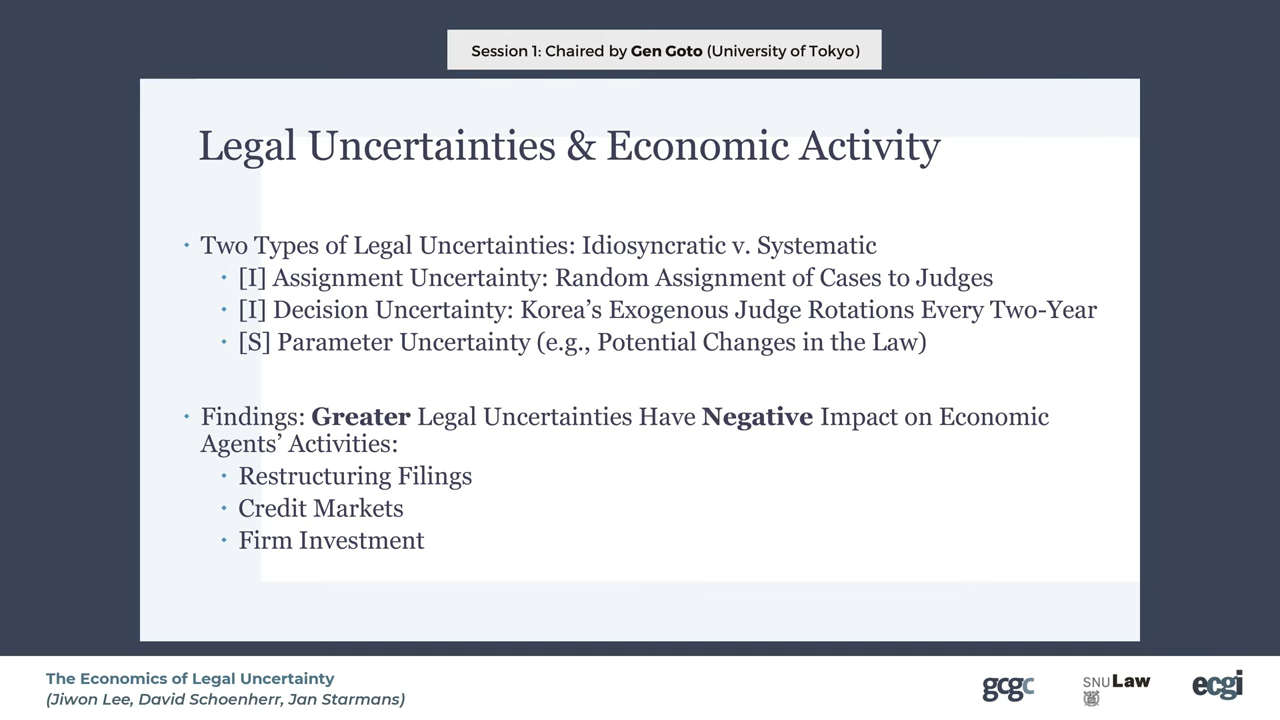 Session 1: Chaired by Gen Goto (University of Tokyo)
Legal Uncertainties & Economic Activity
Two Types of Legal Uncertainties: Idiosyncratic v. Systematic
[I] Assignment Uncertainty: Random Assignment of Cases to Judges
[I] Decision Uncertainty: Korea’s Exogenous Judge Rotations Every Two-Year
[S] Parameter Uncertainty (e.g., Potential Changes in the Law)
Findings: Greater Legal Uncertainties Have Negative Impact on Economic
Agents’ Activities:
Restructuring Filings
Credit Markets
Firm Investment
The Economics of Legal Uncertainty
(Jiwon Lee, David Schoenherr, Jan Starmans)
gcgc
SNU Law
ecgi